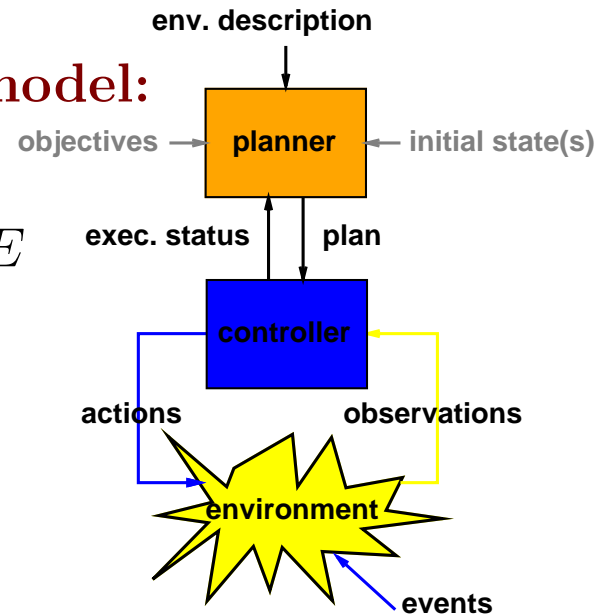 env. description
model:
objectives planner initial state(s)
E
exec. status plan
controller
actions observations
environment
events